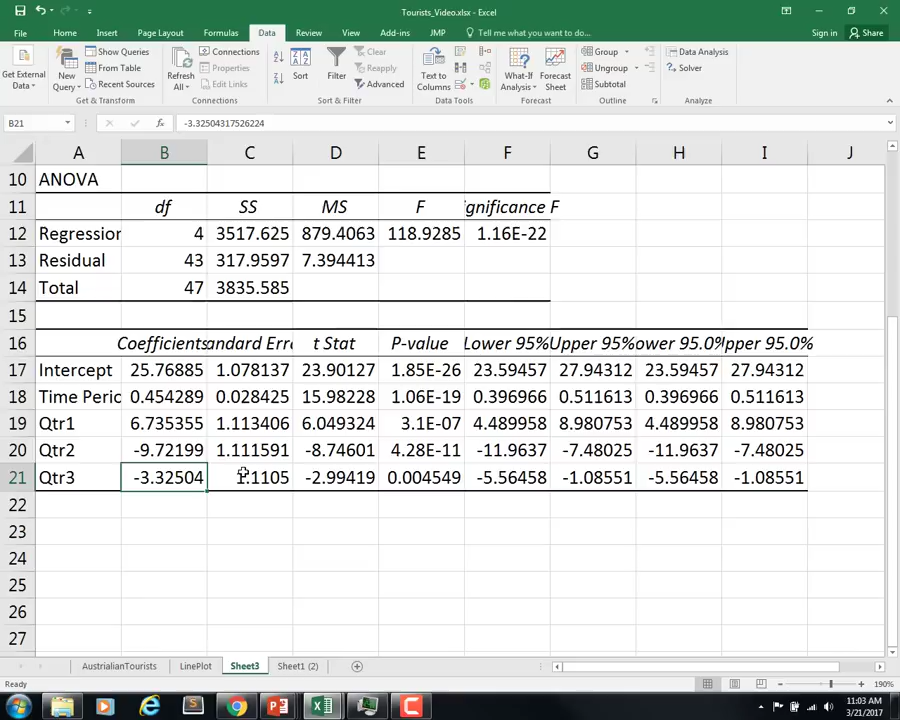 Tourists_Video.xlsx - Excel
File Home Insert Page Layout Formulas Data Review View Add-ins JMP Tell me what you want to do... Sign in Share
Get External Data
New Query
Show Queries
From Table
Recent Sources
Get & Transform
Refresh All
Connections
Properties
Edit Links
Connections
Sort
Filter
Clear
Reapply
Advanced
Sort & Filter
Text to Columns
Data Tools
What-If Analysis
Forecast Sheet
Forecast
Group
Ungroup
Subtotal
Outline
Data Analysis
Solver
Analyze
B21 fx -3.32504317526224
A B C D E F G H I J
10 ANOVA
11 df SS MS F gnificance F
12 Regression 4 3517.625 879.4063 118.9285 1.16E-22
13 Residual 43 317.9597 7.394413
14 Total 47 3835.585
15
16 Coefficients andard Erro t Stat P-value Lower 95% Upper 95% ower 95.0% Ipper 95.0%
17 Intercept 25.76885 1.078137 23.90127 1.85E-26 23.59457 27.94312 23.59457 27.94312
18 Time Perio 0.454289 0.028425 15.98228 1.06E-19 0.396966 0.511613 0.396966 0.511613
19 Qtr1 6.735355 1.113406 6.049324 3.1E-07 4.489958 8.980753 4.489958 8.980753
20 Qtr2 -9.72199 1.111591 -8.74601 4.28E-11 -11.9637 -7.48025 -11.9637 -7.48025
21 Qtr3 -3.32504 1.1105 -2.99419 0.004549 -5.56458 -1.08551 -5.56458 -1.08551
22
23
24
25
26
27
AustrialianTourists LinePlot Sheet3 Sheet1 (2)
Ready 190%
11:03 AM
3/21/2017